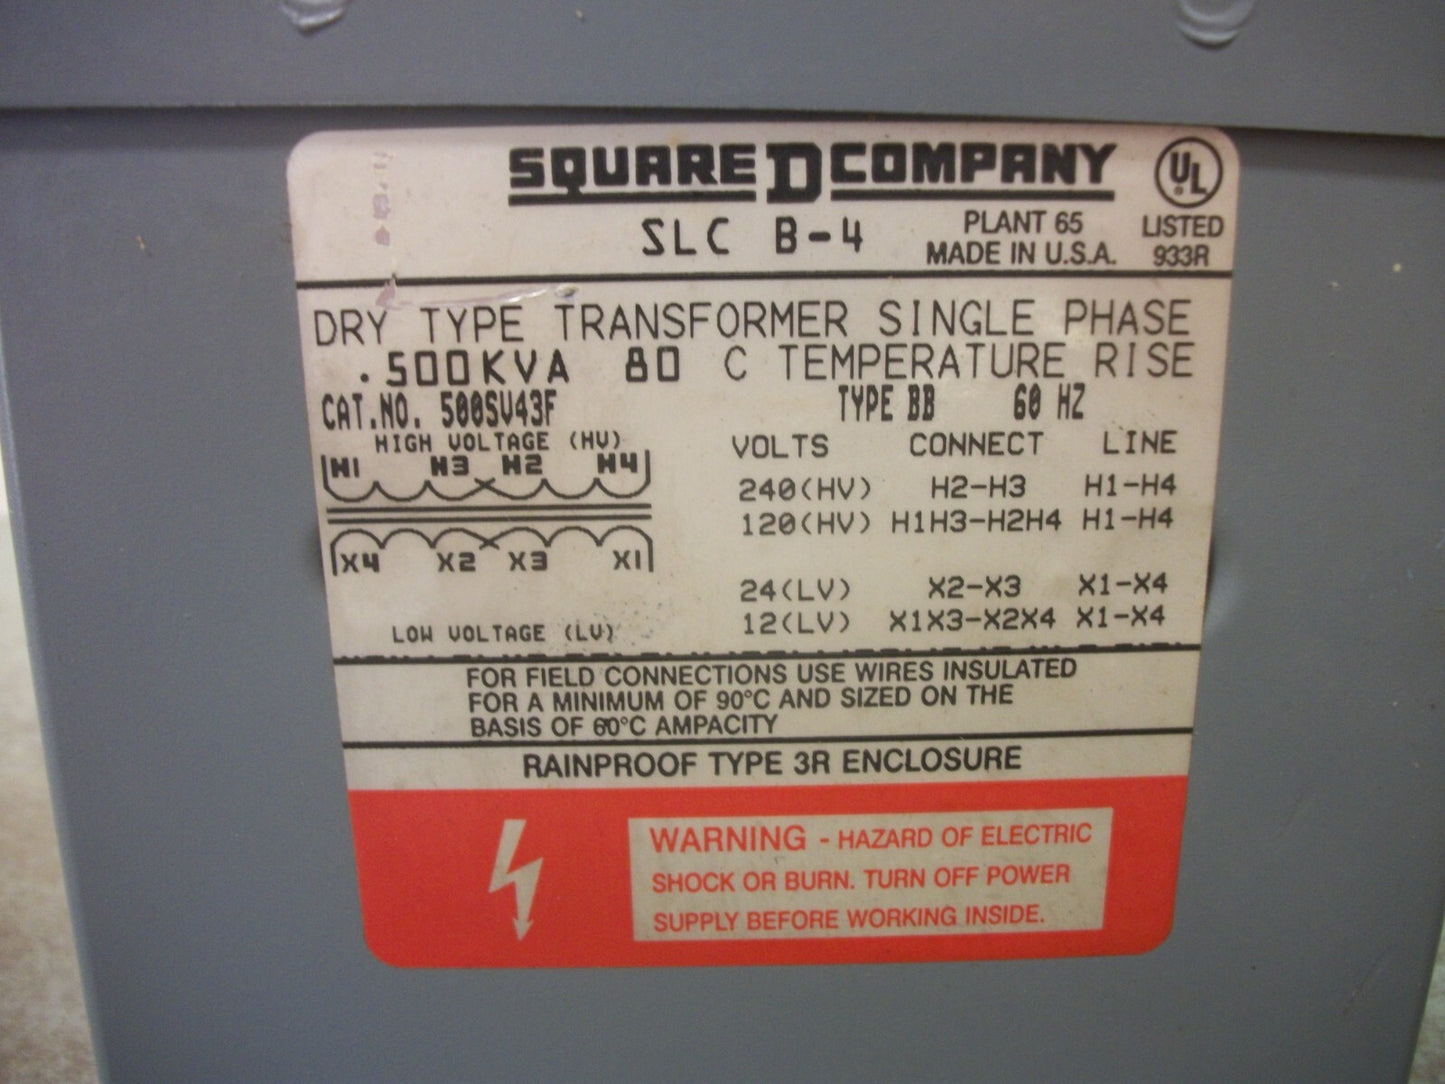 SQUARE D COMPANY
UL
SLC B-4
PLANT 65
MADE IN U.S.A.
LISTED
933R
DRY TYPE TRANSFORMER SINGLE PHASE
.500KVA 80 C TEMPERATURE RISE
CAT.NO. 500SV43F TYPE BB 60 HZ
HIGH VOLTAGE (HV)
H1 H3 H2 H4
X4 X2 X3 X1
LOW VOLTAGE (LV)
VOLTS CONNECT LINE
240(HV) H2-H3 H1-H4
120(HV) H1H3-H2H4 H1-H4
24(LV) X2-X3 X1-X4
12(LV) X1X3-X2X4 X1-X4
FOR FIELD CONNECTIONS USE WIRES INSULATED
FOR A MINIMUM OF 90°C AND SIZED ON THE
BASIS OF 60°C AMPACITY
RAINPROOF TYPE 3R ENCLOSURE
WARNING - HAZARD OF ELECTRIC
SHOCK OR BURN. TURN OFF POWER
SUPPLY BEFORE WORKING INSIDE.